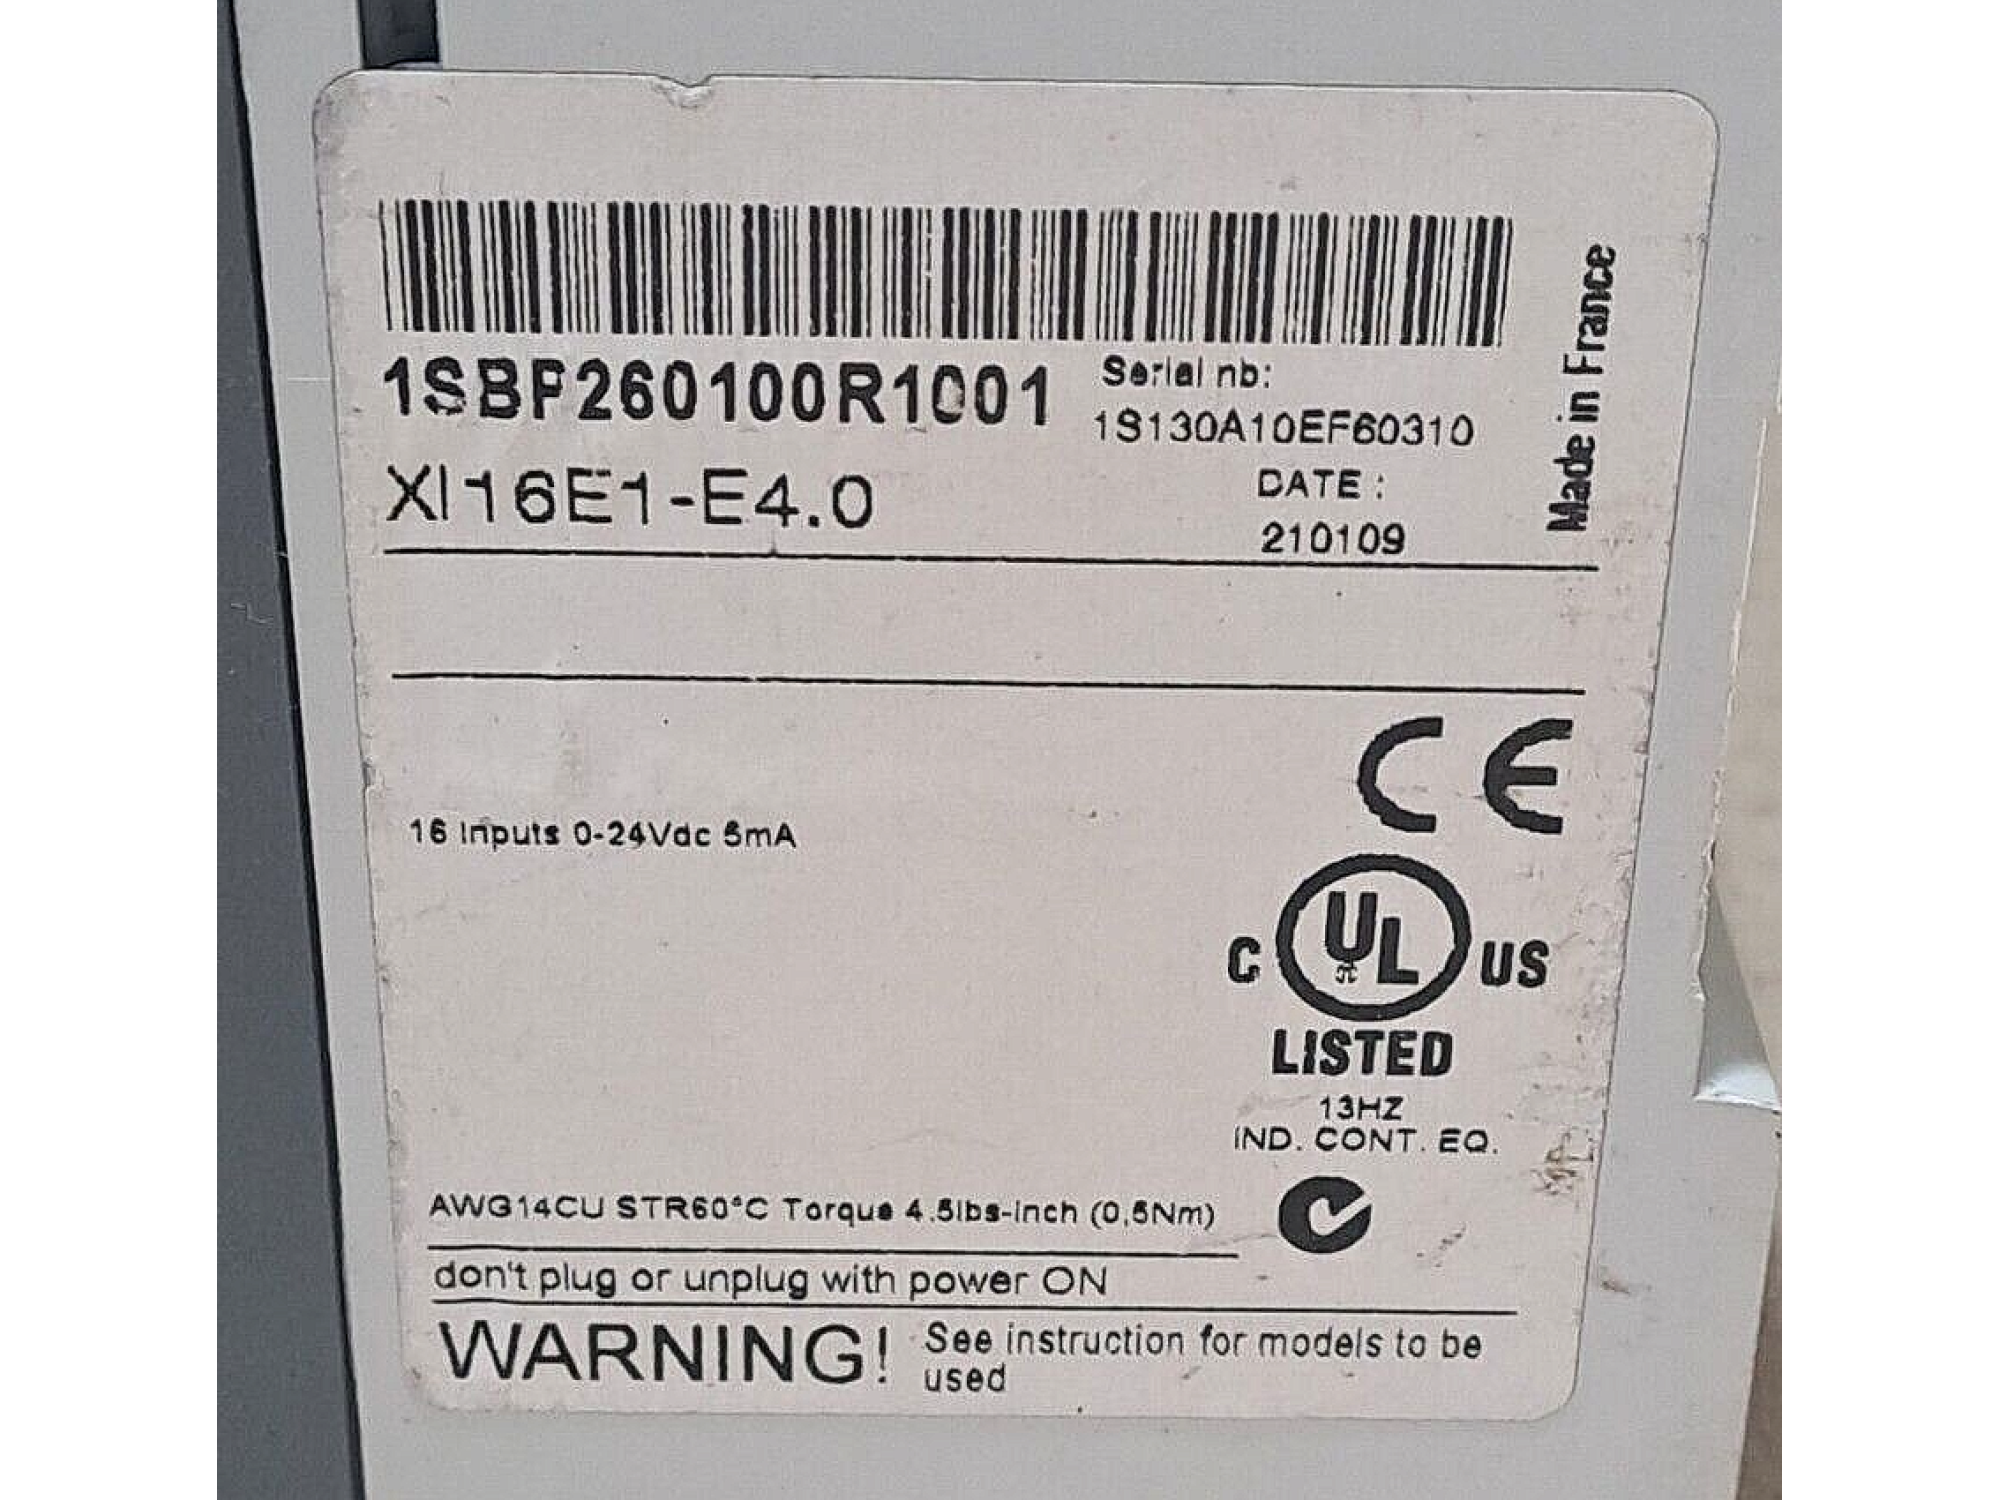 1SBP260100R1001
Serial nb:
1S130A10EF60310
XI16E1-E4.0
DATE :
210109
Made in France
16 Inputs 0-24Vdc 5mA
CE
C UL US
LISTED
13HZ
IND. CONT. EQ.
AWG14CU STR60°C Torque 4.5lbs-inch (0,5Nm)
don't plug or unplug with power ON
WARNING! See instruction for models to be
used